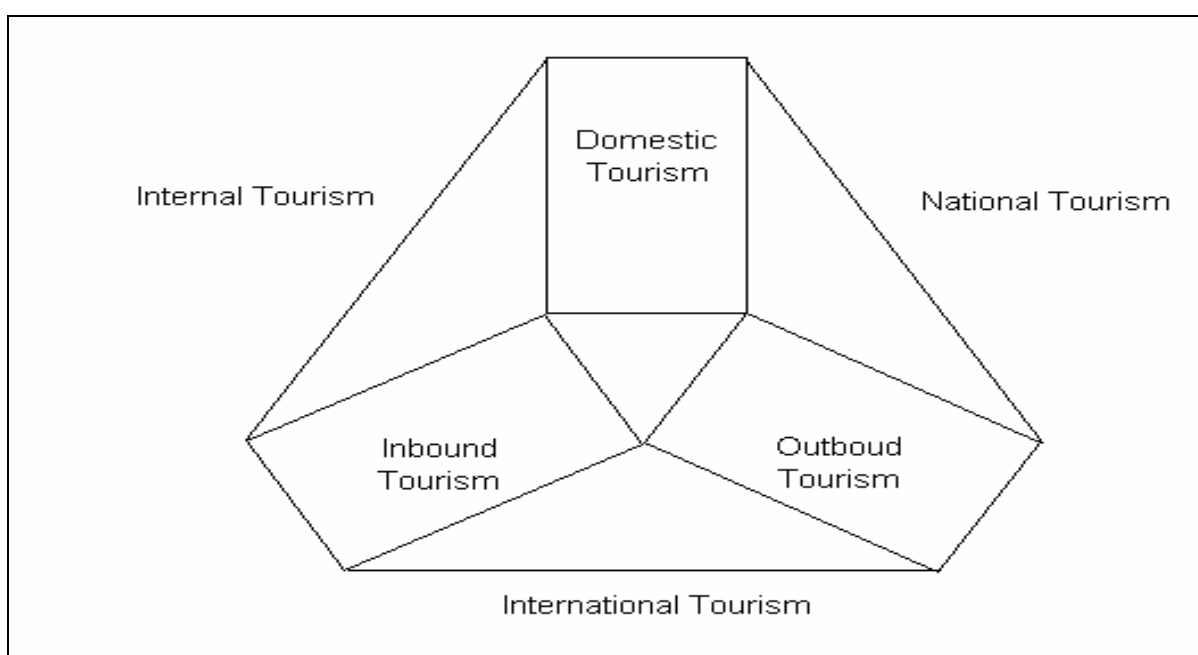 Domestic
Tourism
Internal Tourism
National Tourism
Inbound
Tourism
Outboud
Tourism
International Tourism